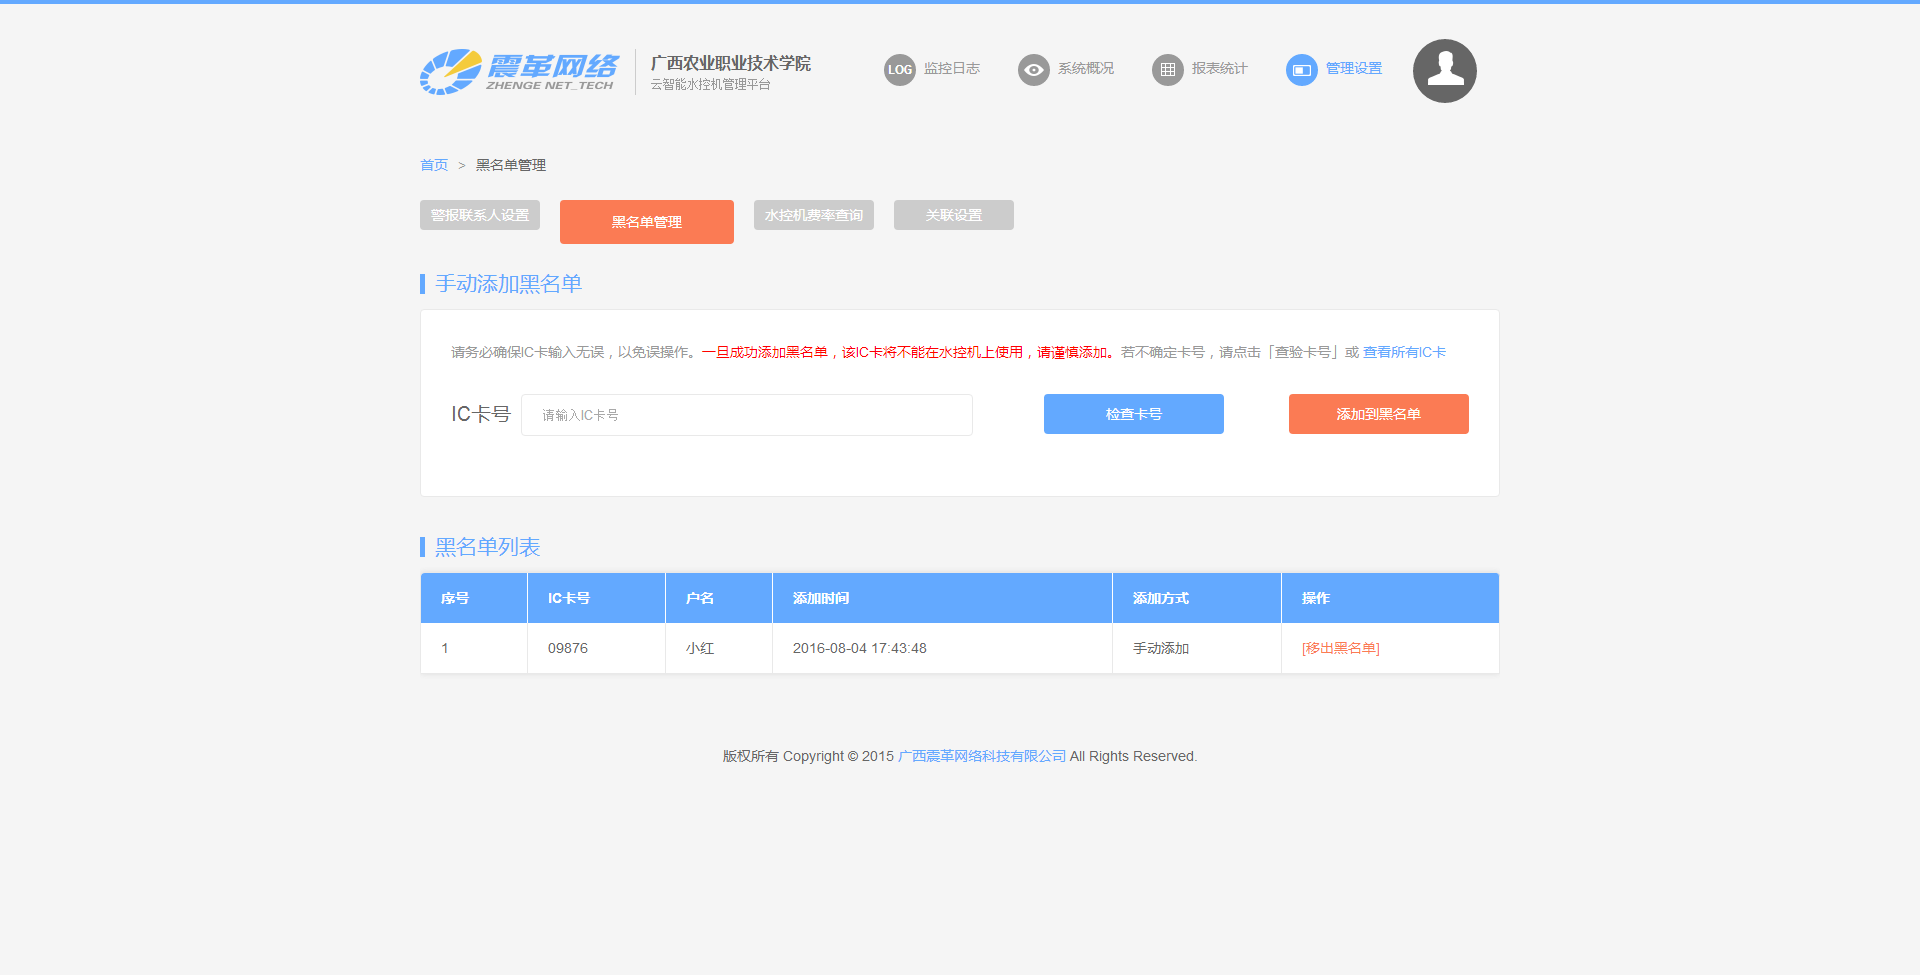 震革网络
ZHENGE NET_TECH
广西农业职业技术学院
云智能水控机管理平台
LOG 监控日志
系统概况
报表统计
管理设置
首页 > 黑名单管理
警报联系人设置
黑名单管理
水控机费率查询
关联设置
手动添加黑名单
请务必确保IC卡输入无误，以免误操作。一旦成功添加黑名单，该IC卡将不能在水控机上使用，请谨慎添加。若不确定卡号，请点击「查验卡号」或 查看所有IC卡
IC卡号 请输入IC卡号 检查卡号 添加到黑名单
黑名单列表
序号 IC卡号 户名 添加时间 添加方式 操作
1 09876 小红 2016-08-04 17:43:48 手动添加 [移出黑名单]
版权所有 Copyright © 2015 广西震革网络科技有限公司 All Rights Reserved.